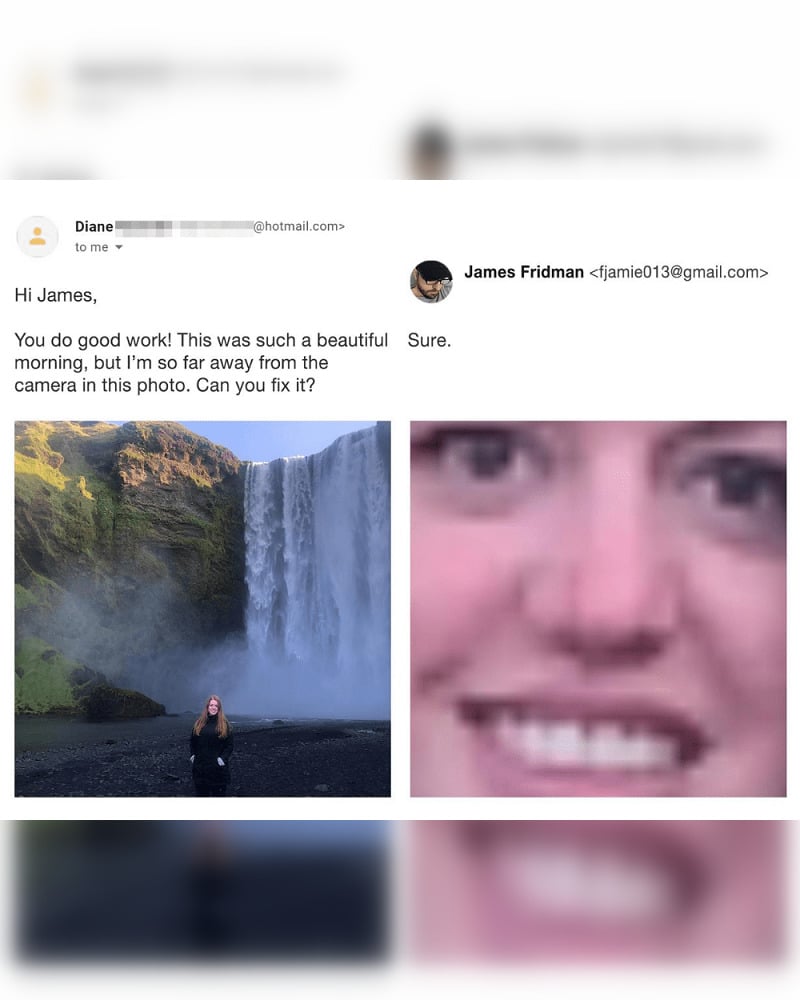 Diane @hotmail.com>
to me
Hi James,
You do good work! This was such a beautiful
morning, but I'm so far away from the
camera in this photo. Can you fix it?
James Fridman <fjamie013@gmail.com>
Sure.